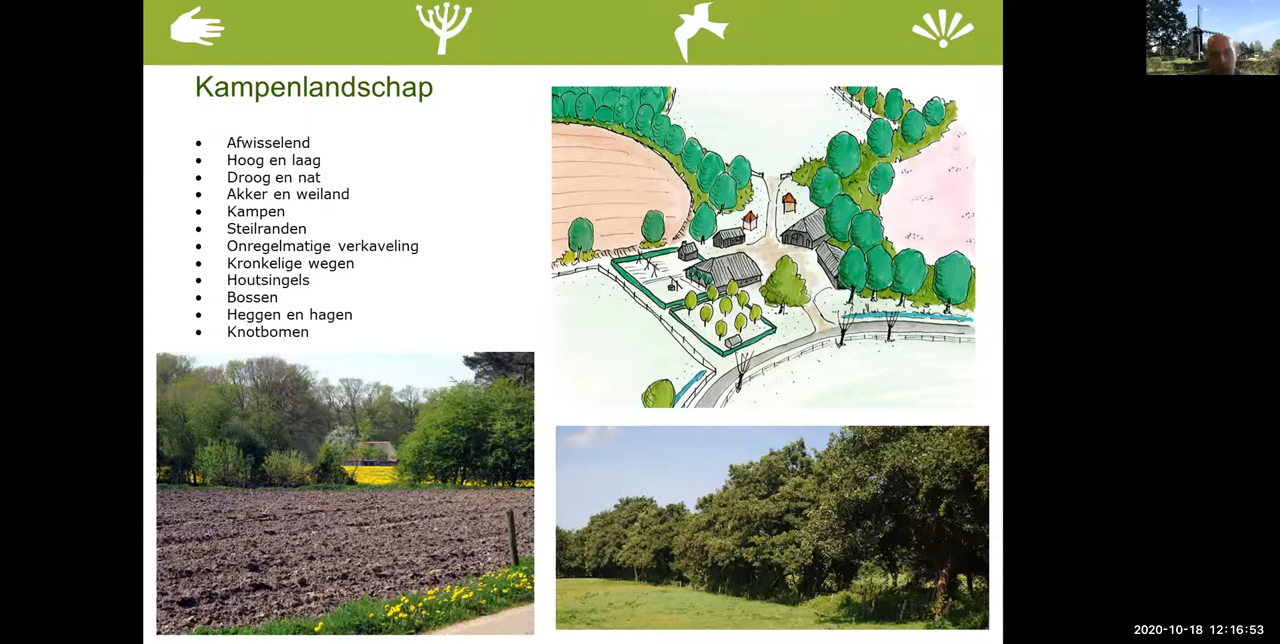 Kampenlandschap
• Afwisselend
• Hoog en laag
• Droog en nat
• Akker en weiland
• Kampen
• Steilranden
• Onregelmatige verkaveling
• Kronkelige wegen
• Houtsingels
• Bossen
• Heggen en hagen
• Knotbomen
2020-10-18 12:16:53